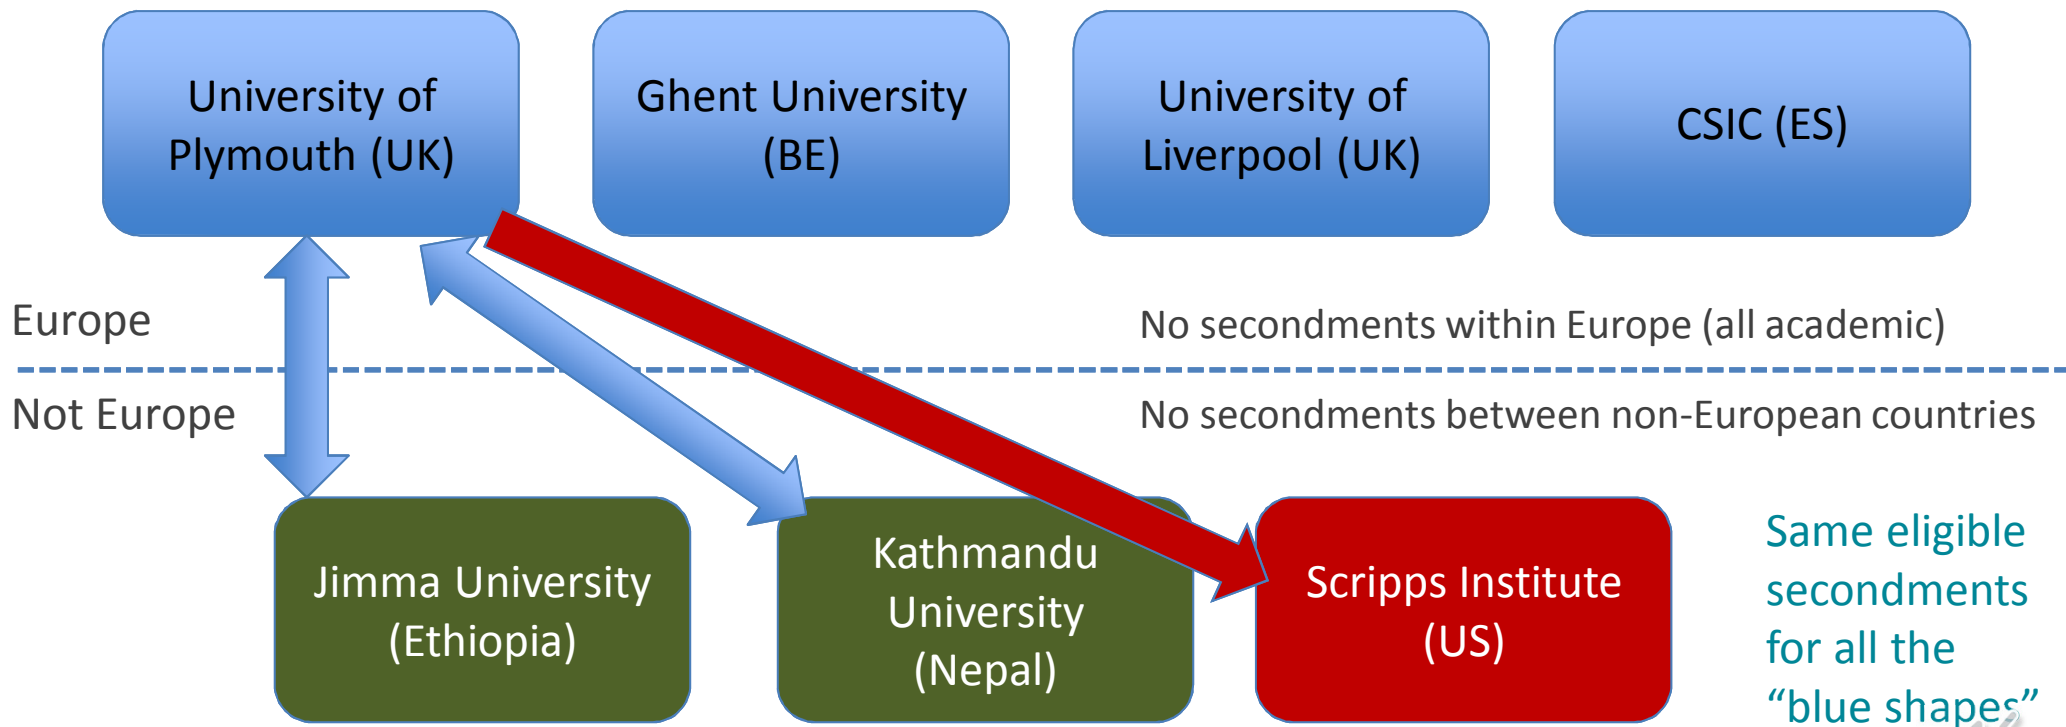 University of
Plymouth (UK)
Ghent University
(BE)
University of
Liverpool (UK)
CSIC (ES)
Europe
No secondments within Europe (all academic)
Not Europe
No secondments between non-European countries
Jimma University
(Ethiopia)
Kathmandu
University
(Nepal)
Scripps Institute
(US)
Same eligible
secondments
for all the
“blue shapes”